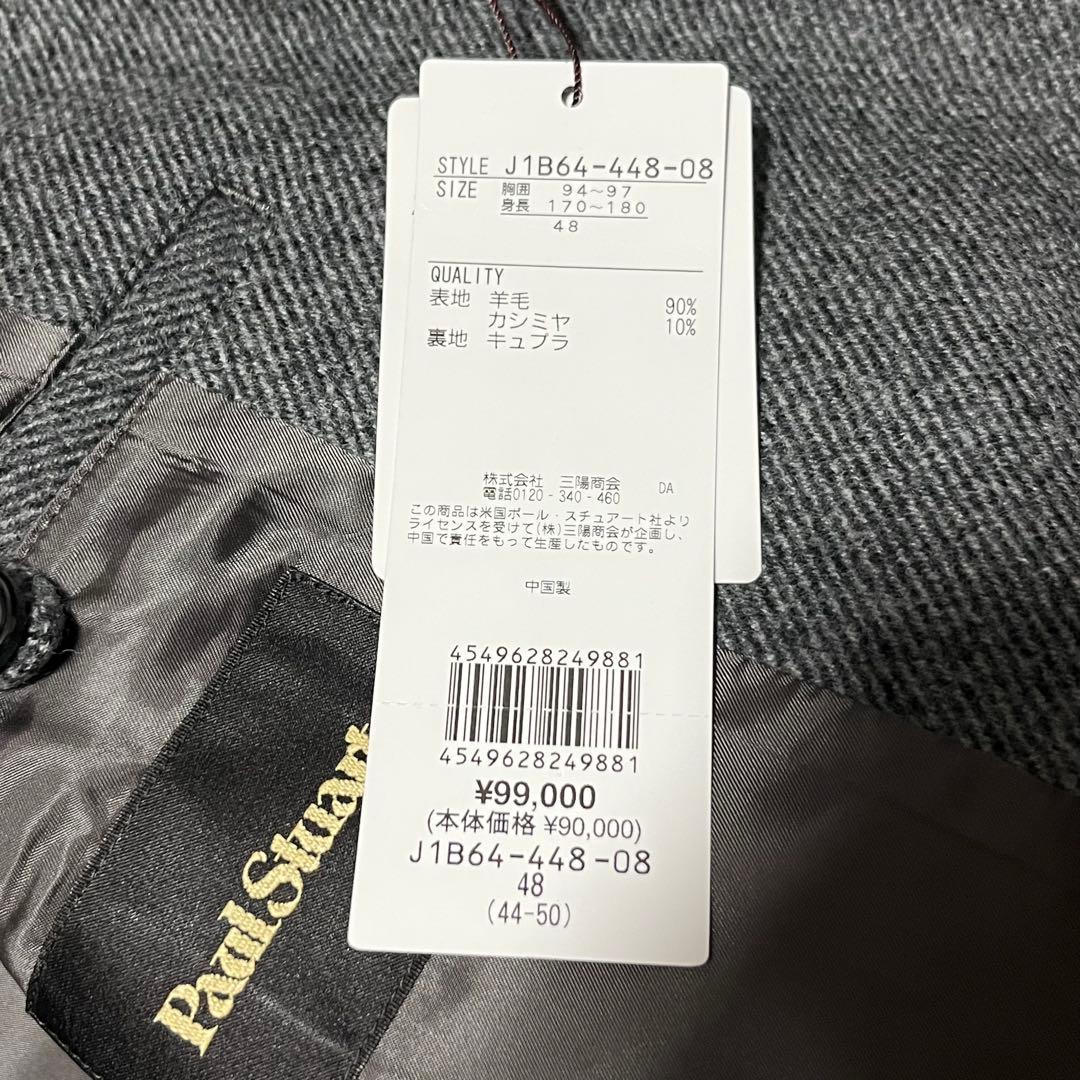 STYLE J1B64-448-08
SIZE 胸囲 94~97
身長 170~180
48
QUALITY
表地 羊毛 90%
カシミヤ 10%
裏地 キュプラ
株式会社 三陽商会 DA
電話0120-340-460
この商品は米国ポール・スチュアート社より
ライセンスを受けて(株)三陽商会が企画し、
中国で責任をもって生産したものです。
中国製
4549628249881
4549628249881
¥99,000
(本体価格 ¥90,000)
J1B64-448-08
48
(44-50)
Paul Stuart